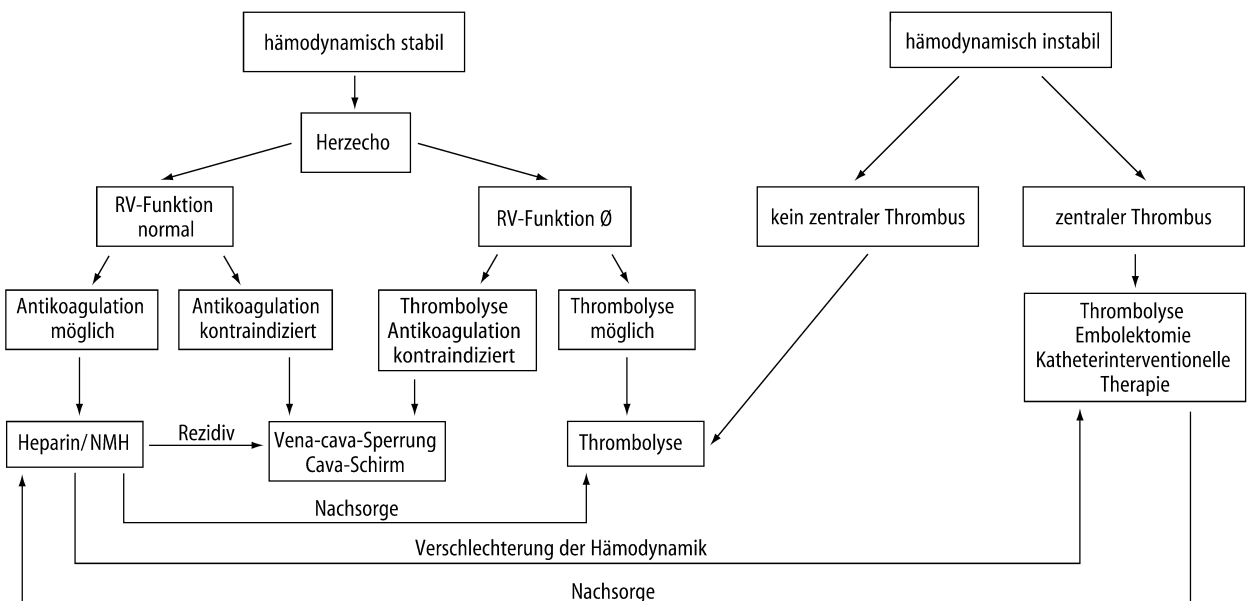 hämodynamisch stabil
hämodynamisch instabil
Herzecho
RV-Funktion
normal
RV-Funktion Ø
kein zentraler Thrombus
zentraler Thrombus
Antikoagulation
möglich
Antikoagulation
kontraindiziert
Thrombolyse
Antikoagulation
kontraindiziert
Thrombolyse
möglich
Thrombolyse
Embolektomie
Katheterinterventionelle
Therapie
Heparin/NMH
Rezidiv
Vena-cava-Sperrung
Cava-Schirm
Thrombolyse
Nachsorge
Verschlechterung der Hämodynamik
Nachsorge